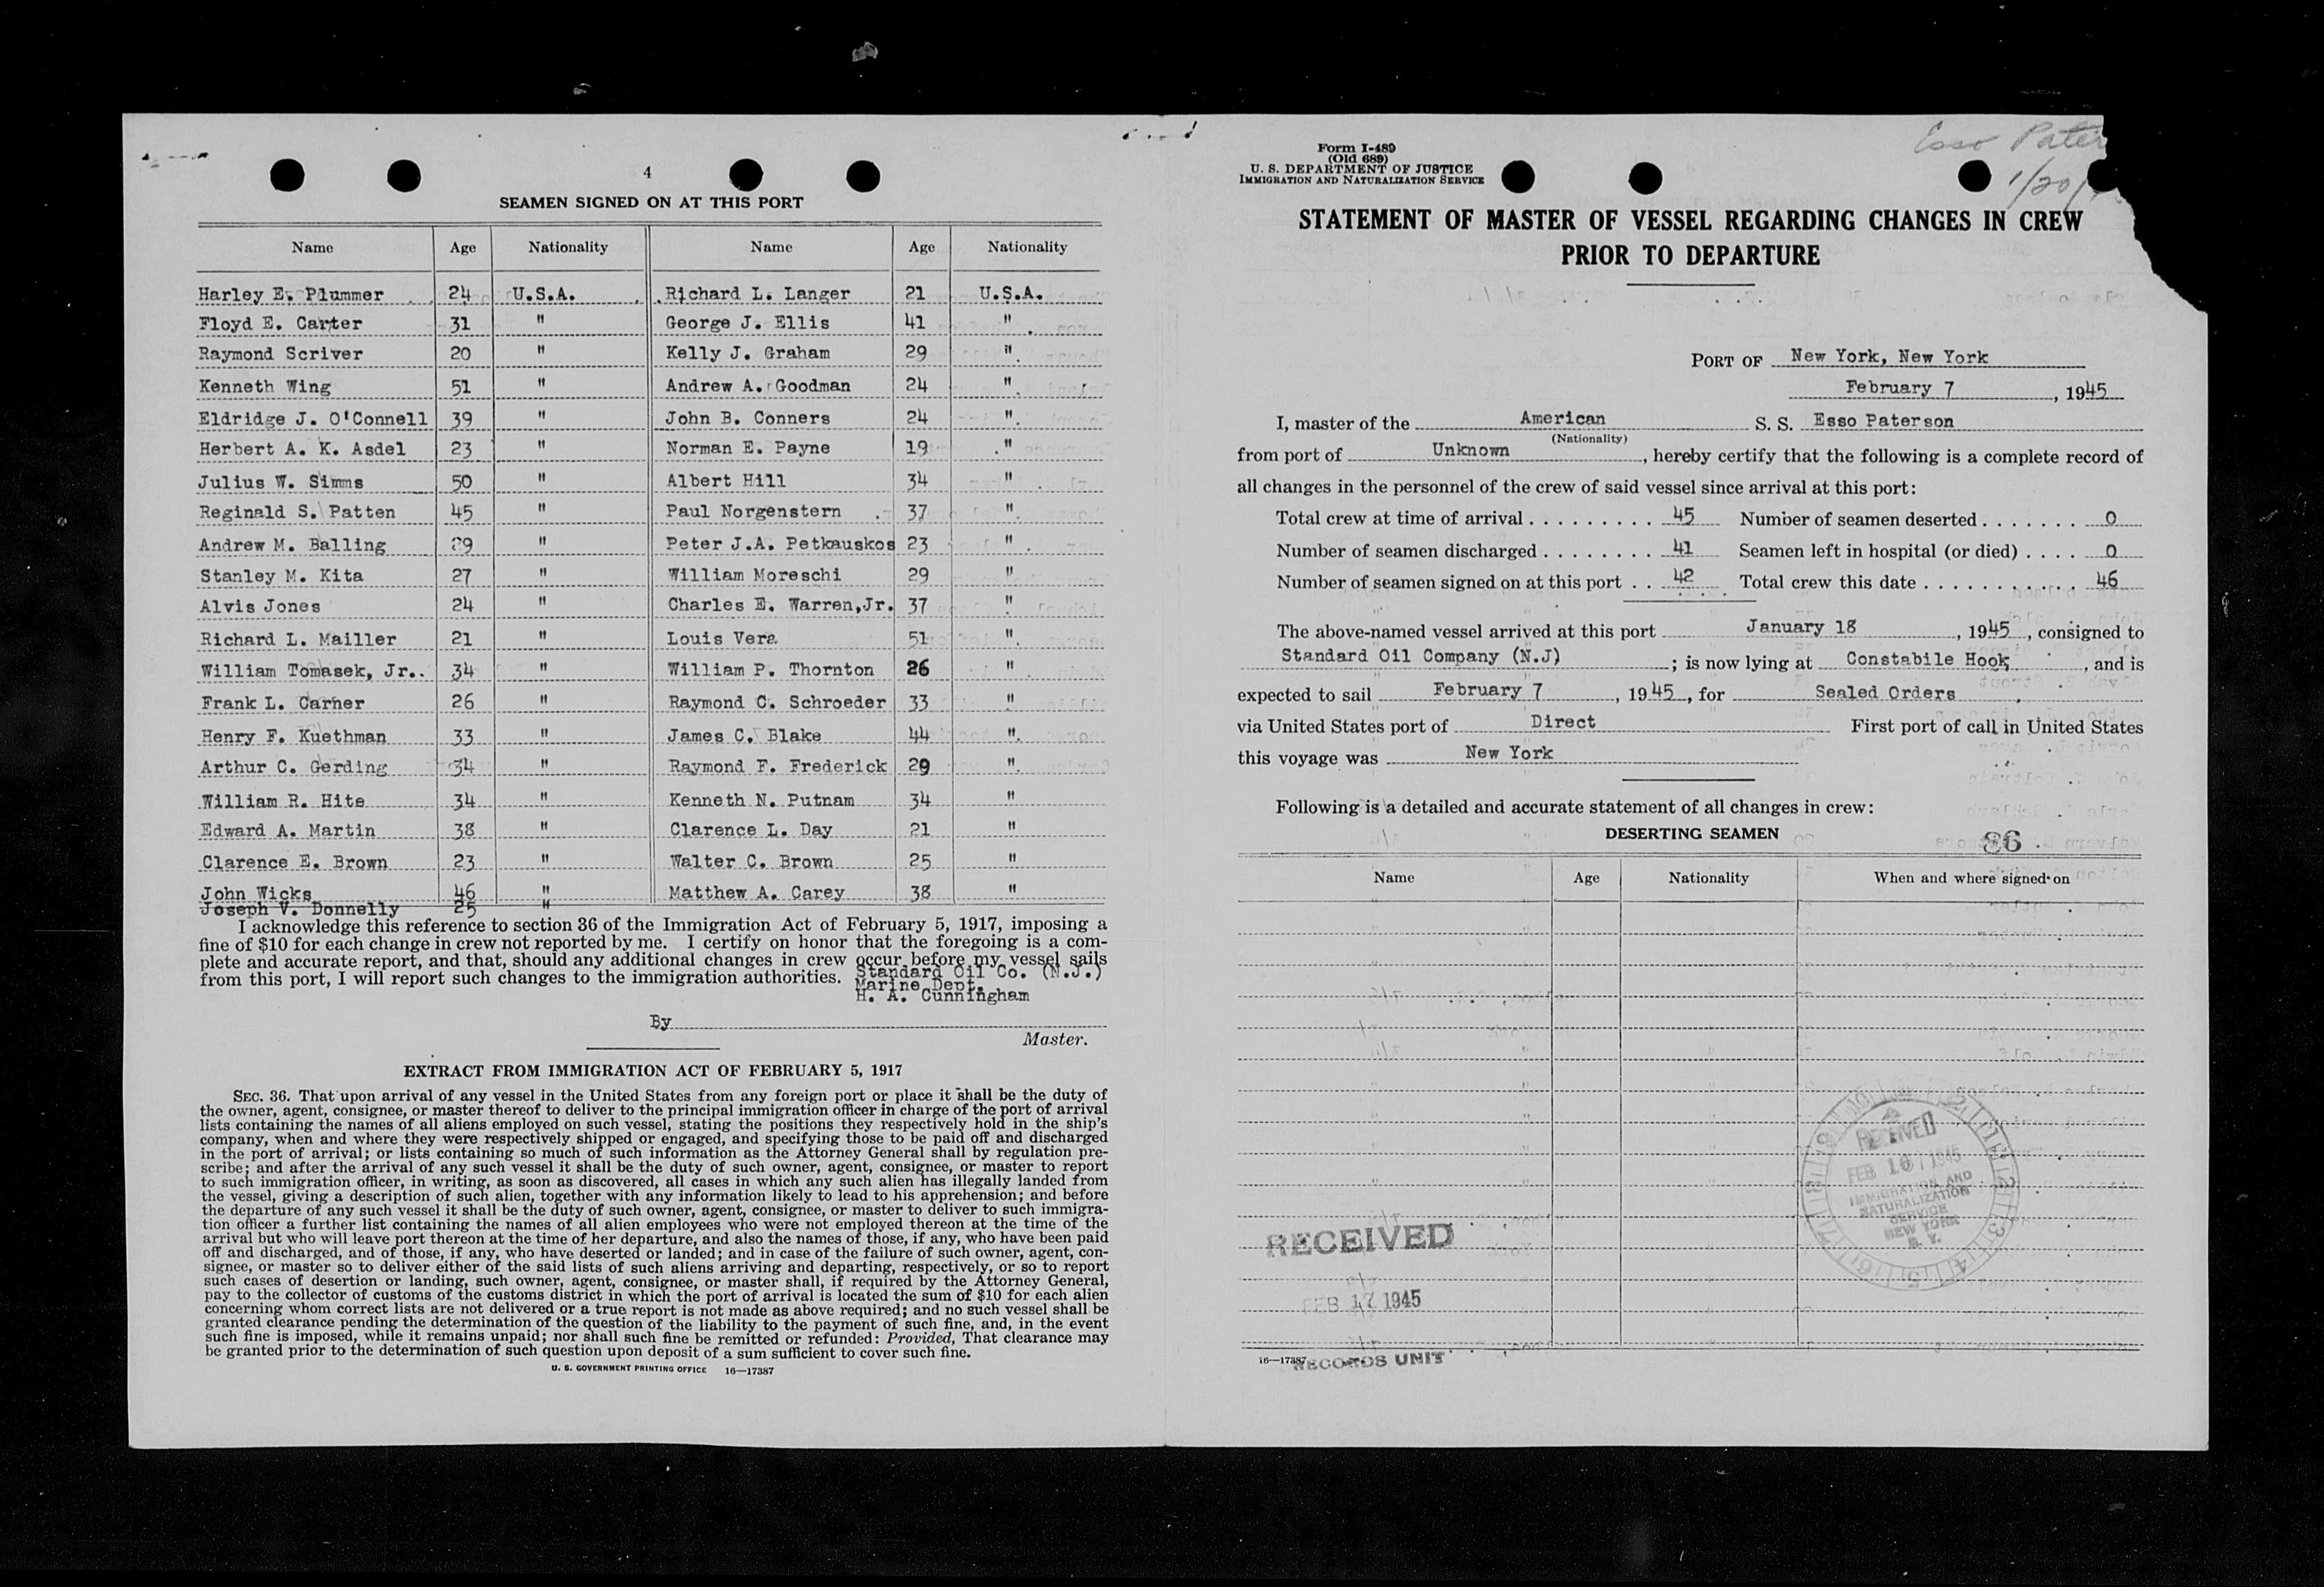 4
SEAMEN SIGNED ON AT THIS PORT
Name Age Nationality Name Age Nationality
Harley E. Plummer 24 U.S.A. Richard L. Langer 21 U.S.A.
Floyd E. Carter 31 " George J. Ellis 41 "
Raymond Scriver 20 " Kelly J. Graham 29 "
Kenneth Wing 51 " Andrew A. Goodman 24 "
Eldridge J. O'Connell 39 " John B. Conners 24 "
Herbert A. K. Asdel 23 " Norman E. Payne 19 "
Julius W. Simms 50 " Albert Hill 34 "
Reginald S. Patten 45 " Paul Norgenstern 37 "
Andrew M. Balling 29 " Peter J.A. Petkauskos 23 "
Stanley M. Kita 27 " William Moreschi 29 "
Alvis Jones 24 " Charles E. Warren,Jr. 37 "
Richard L. Mailler 21 " Louis Vera 51 "
William Tomasek, Jr.. 34 " William P. Thornton 26 "
Frank L. Carner 26 " Raymond C. Schroeder 33 "
Henry F. Kuethman 33 " James C. Blake 44 "
Arthur C. Gerding 34 " Raymond F. Frederick 29 "
William R. Hite 34 " Kenneth N. Putnam 34 "
Edward A. Martin 38 " Clarence L. Day 21 "
Clarence E. Brown 23 " Walter C. Brown 25 "
John Wicks 46 " Matthew A. Carey 38 "
Joseph V. Donnelly 25 "
I acknowledge this reference to section 36 of the Immigration Act of February 5, 1917, imposing a
fine of $10 for each change in crew not reported by me. I certify on honor that the foregoing is a com-
plete and accurate report, and that, should any additional changes in crew occur before my vessel sails
from this port, I will report such changes to the immigration authorities. Standard Oil Co. (N.J.)
Marine Dept.
H. A. Cunningham
By
Master.
EXTRACT FROM IMMIGRATION ACT OF FEBRUARY 5, 1917
SEC. 36. That upon arrival of any vessel in the United States from any foreign port or place it shall be the duty of
the owner, agent, consignee, or master thereof to deliver to the principal immigration officer in charge of the port of arrival
lists containing the names of all aliens employed on such vessel, stating the positions they respectively hold in the ship's
company, when and where they were respectively shipped or engaged, and specifying those to be paid off and discharged
in the port of arrival; or lists containing so much of such information as the Attorney General shall by regulation pre-
scribe; and after the arrival of any such vessel it shall be the duty of such owner, agent, consignee, or master to report
to such immigration officer, in writing, as soon as discovered, all cases in which any such alien has illegally landed from
the vessel, giving a description of such alien, together with any information likely to lead to his apprehension; and before
the departure of any such vessel it shall be the duty of such owner, agent, consignee, or master to deliver to such immigra-
tion officer a further list containing the names of all alien employees who were not employed thereon at the time of the
arrival but who will leave port thereon at the time of her departure, and also the names of those, if any, who have been paid
off and discharged, and of those, if any, who have deserted or landed; and in case of the failure of such owner, agent, con-
signee, or master so to deliver either of the said lists of such aliens arriving and departing, respectively, or so to report
such cases of desertion or landing, such owner, agent, consignee, or master shall, if required by the Attorney General,
pay to the collector of customs of the customs district in which the port of arrival is located the sum of $10 for each alien
concerning whom correct lists are not delivered or a true report is not made as above required; and no such vessel shall be
granted clearance pending the determination of the question of the liability to the payment of such fine, and, in the event
such fine is imposed, while it remains unpaid; nor shall such fine be remitted or refunded: Provided, That clearance may
be granted prior to the determination of such question upon deposit of a sum sufficient to cover such fine.
U. S. GOVERNMENT PRINTING OFFICE 16—17387
Form I-489
(Old 689)
U. S. DEPARTMENT OF JUSTICE
IMMIGRATION AND NATURALIZATION SERVICE
Esso Pater
1/20/
STATEMENT OF MASTER OF VESSEL REGARDING CHANGES IN CREW
PRIOR TO DEPARTURE
PORT OF New York, New York
February 7, 1945
I, master of the American S. S. Esso Paterson
(Nationality)
from port of Unknown, hereby certify that the following is a complete record of
all changes in the personnel of the crew of said vessel since arrival at this port:
Total crew at time of arrival . . . . . . . . . 45 Number of seamen deserted . . . . . . . 0
Number of seamen discharged . . . . . . . . 41 Seamen left in hospital (or died) . . . . 0
Number of seamen signed on at this port . . 42 Total crew this date . . . . . . . . . . . 46
The above-named vessel arrived at this port January 18, 1945, consigned to
Standard Oil Company (N.J) ; is now lying at Constabile Hook, and is
expected to sail February 7, 1945, for Sealed Orders
via United States port of Direct First port of call in United States
this voyage was New York
Following is a detailed and accurate statement of all changes in crew:
DESERTING SEAMEN
86
Name Age Nationality When and where signed on
RECEIVED
FEB 10 1945
IMMIGRATION AND
NATURALIZATION
SERVICE
NEW YORK
N. Y.
RECEIVED
FEB 17 1945
16—17387 RECORDS UNIT